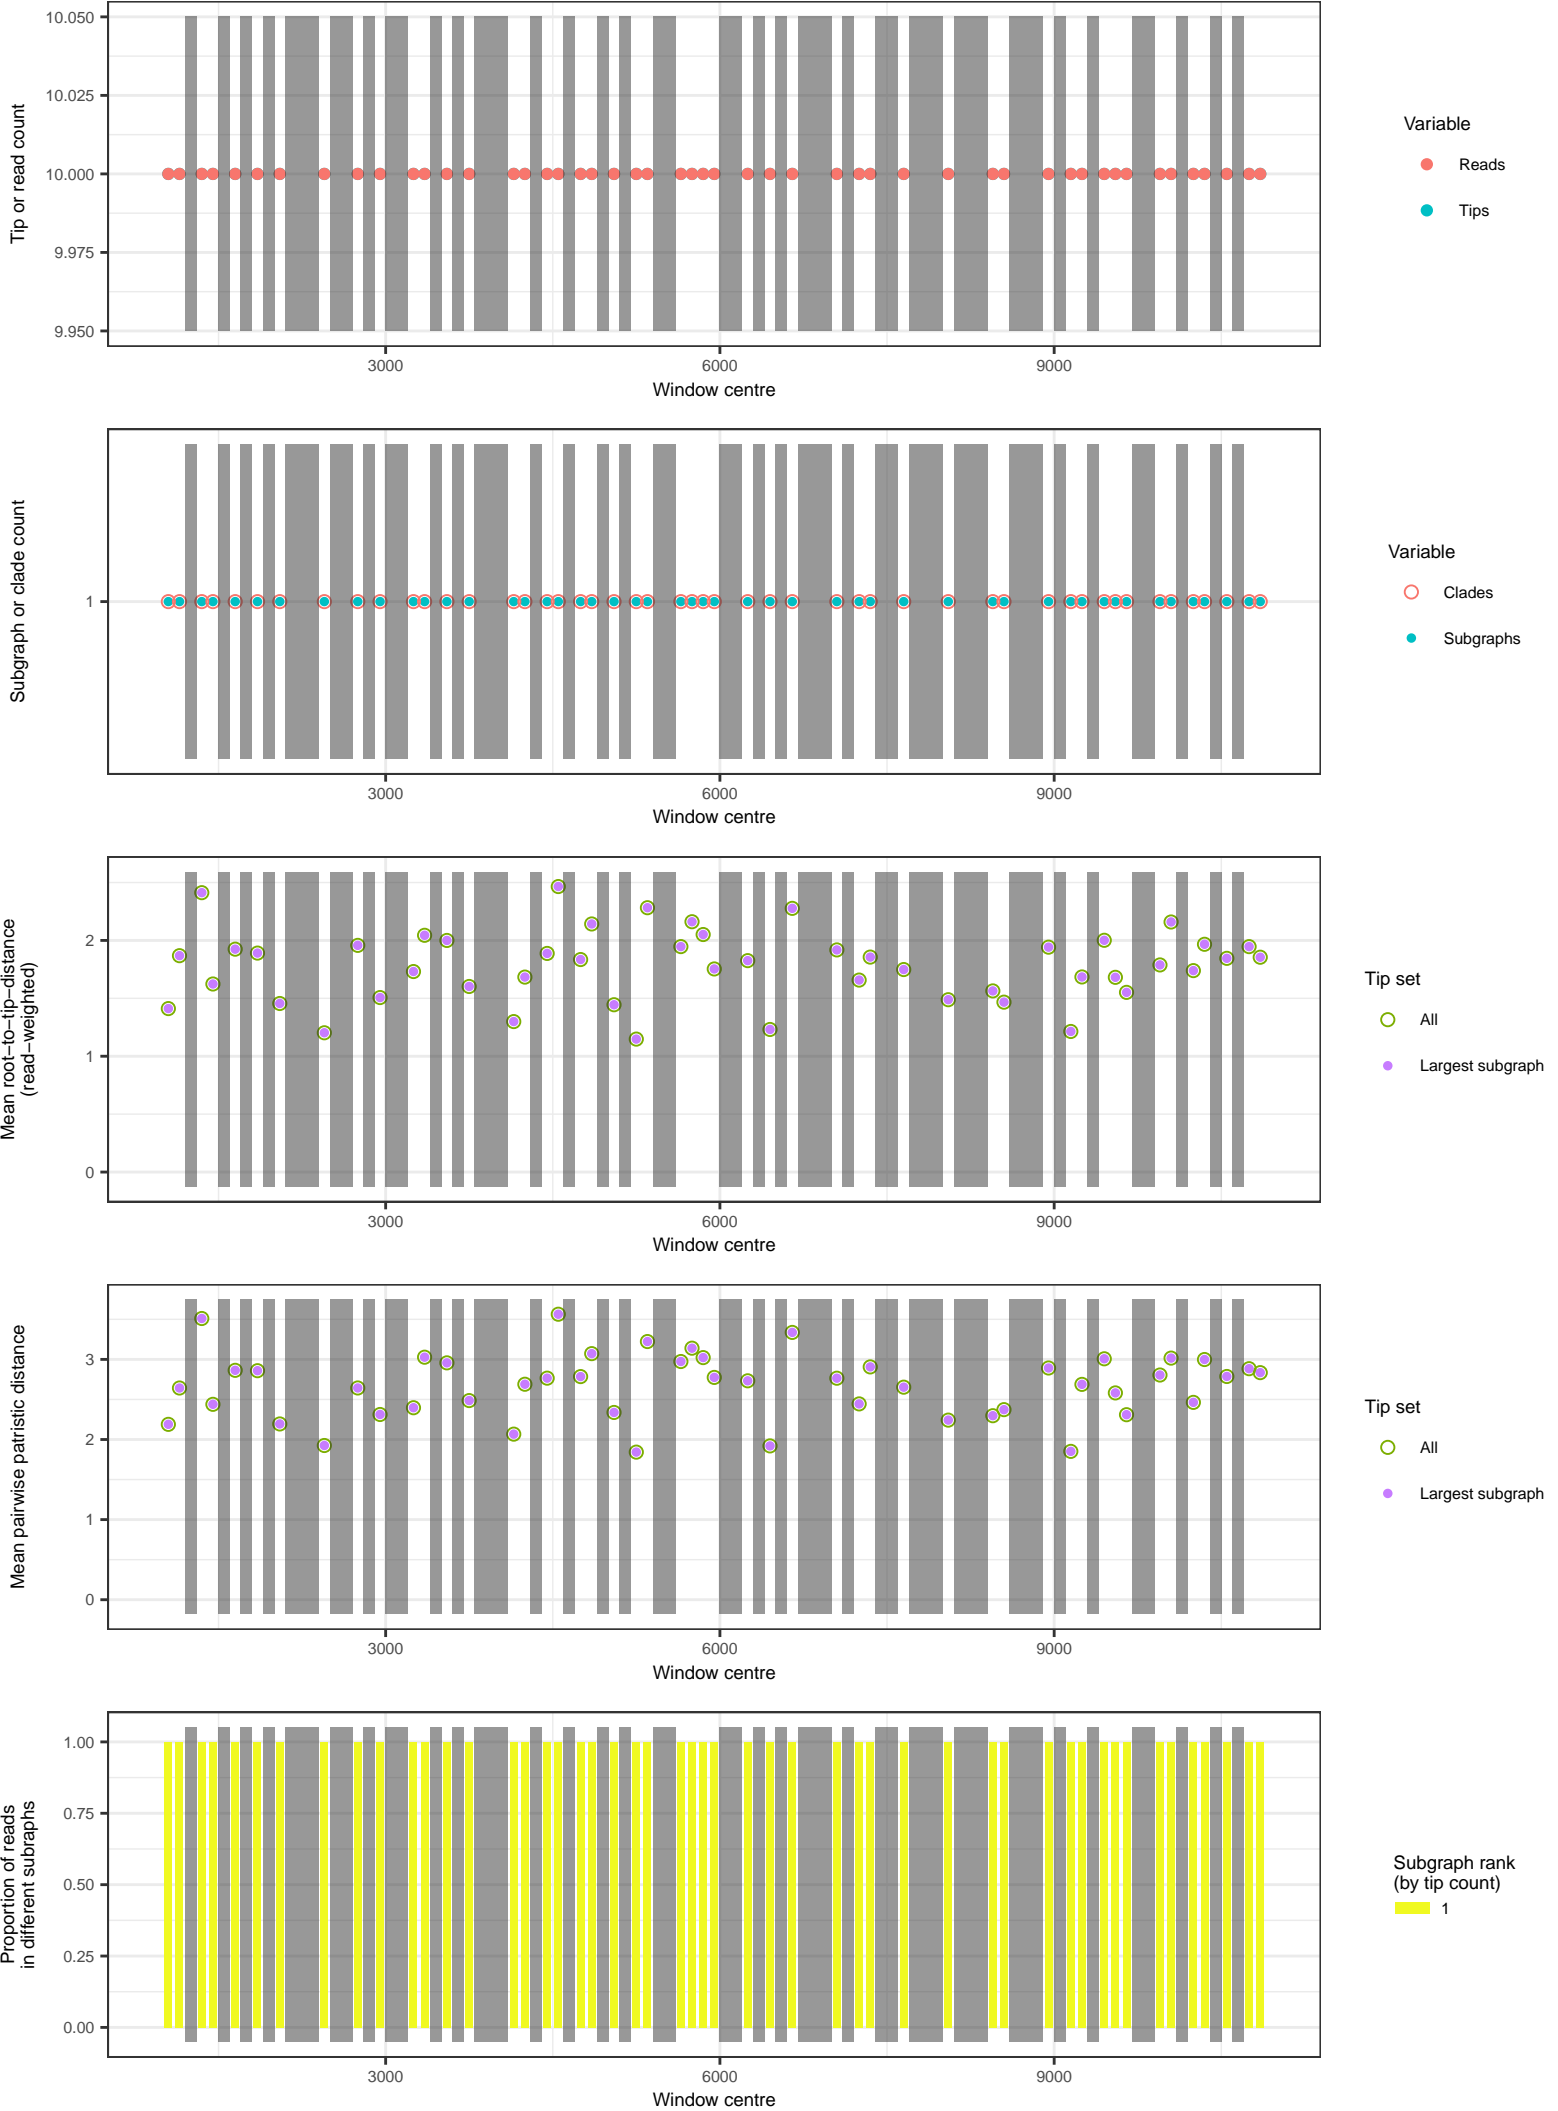 10.050
10.025
10.000
9.975
9.950
Tip or read count
3000
6000
9000
Window centre
Variable
Reads
Tips
Subgraph or clade count
1
3000
6000
9000
Window centre
Variable
Clades
Subgraphs
Mean root−to−tip−distance
(read−weighted)
2
1
0
3000
6000
9000
Window centre
Tip set
All
Largest subgraph
Mean pairwise patristic distance
3
2
1
0
3000
6000
9000
Window centre
Tip set
All
Largest subgraph
Proportion of reads
in different subraphs
1.00
0.75
0.50
0.25
0.00
3000
6000
9000
Window centre
Subgraph rank
(by tip count)
1